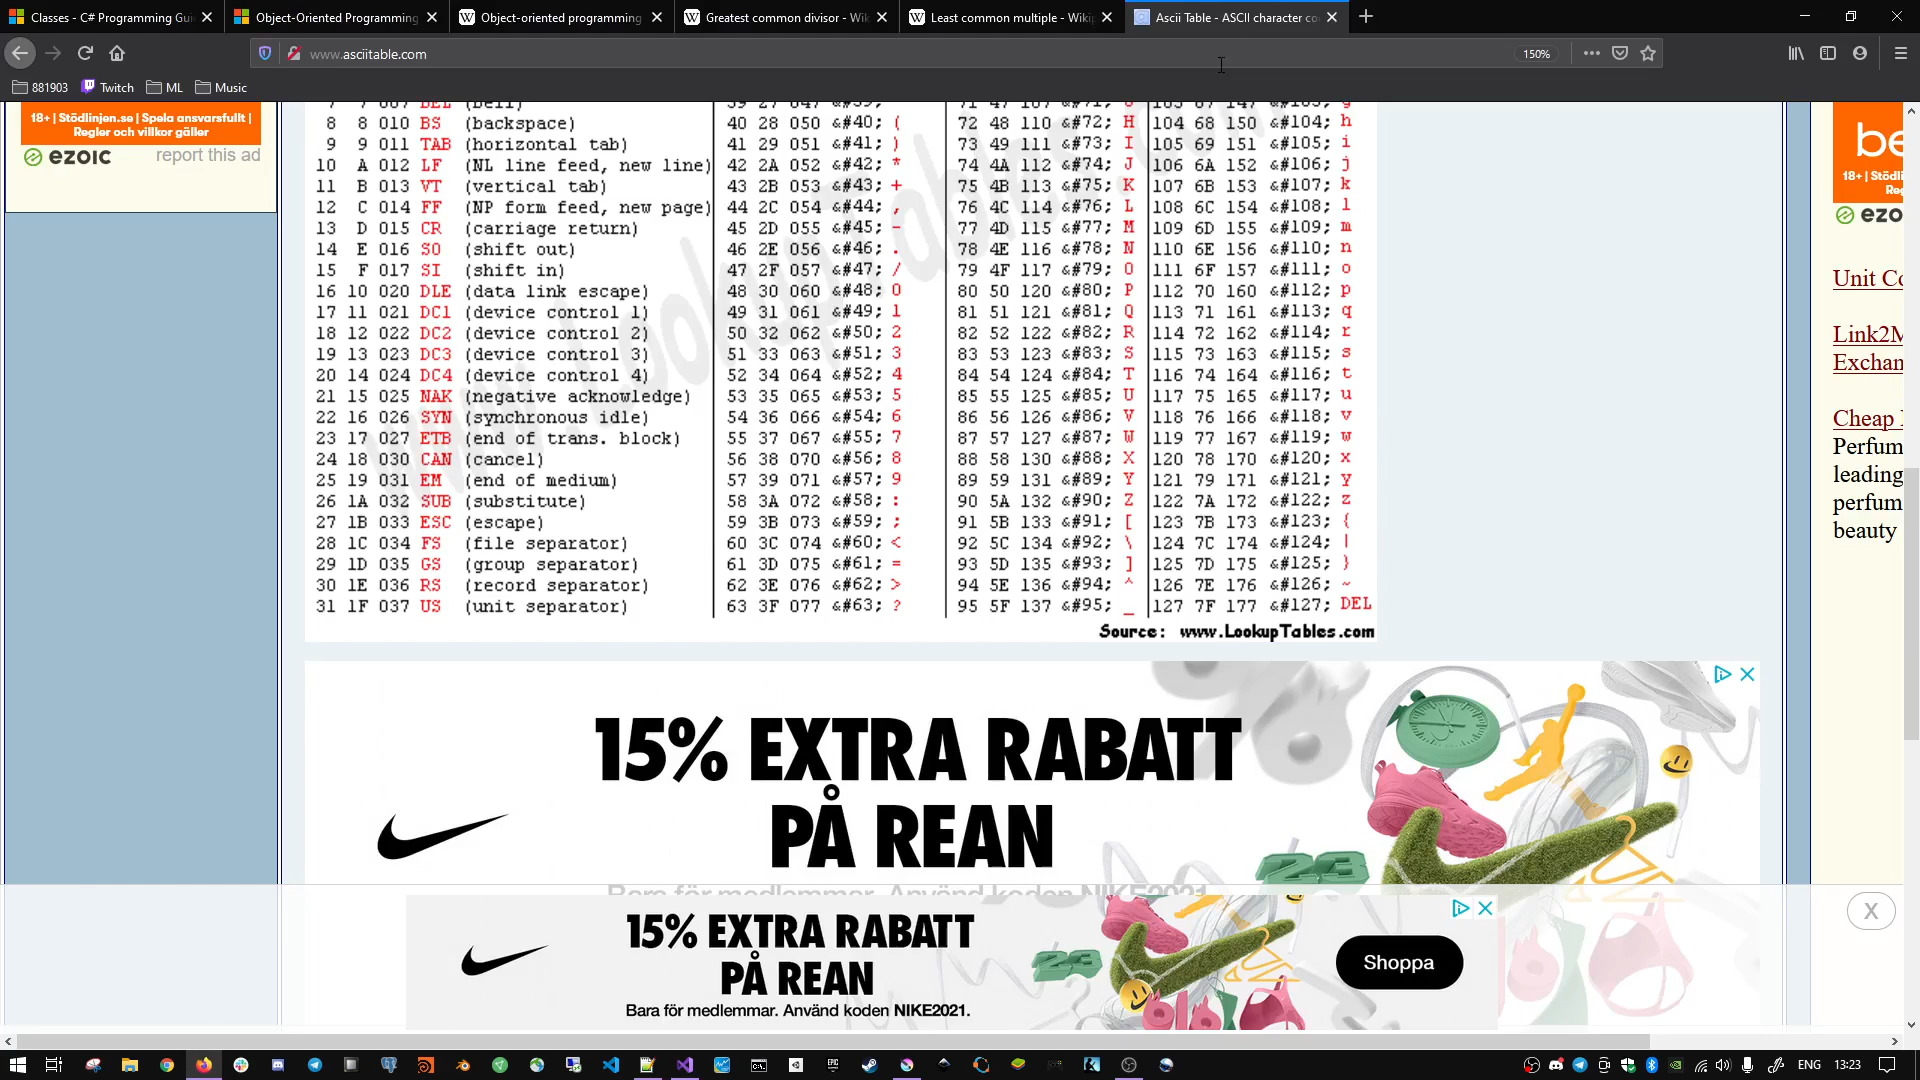 Classes - C# Programming Gui
Object-Oriented Programming
Object-oriented programming
Greatest common divisor - Wik
Least common multiple - Wikip
Ascii Table - ASCII character co
www.asciitable.com
150%
881903
Twitch
ML
Music
18+ | Stödlinjen.se | Spela ansvarsfullt |
Regler och villkor gäller
ezoic
report this ad
8 8 010 BS (backspace) 40 28 050 &#40; ( 72 48 110 &#72; H 104 68 150 &#104; h
9 9 011 TAB (horizontal tab) 41 29 051 &#41; ) 73 49 111 &#73; I 105 69 151 &#105; i
10 A 012 LF (NL line feed, new line) 42 2A 052 &#42; * 74 4A 112 &#74; J 106 6A 152 &#106; j
11 B 013 VT (vertical tab) 43 2B 053 &#43; + 75 4B 113 &#75; K 107 6B 153 &#107; k
12 C 014 FF (NP form feed, new page) 44 2C 054 &#44; , 76 4C 114 &#76; L 108 6C 154 &#108; l
13 D 015 CR (carriage return) 45 2D 055 &#45; - 77 4D 115 &#77; M 109 6D 155 &#109; m
14 E 016 SO (shift out) 46 2E 056 &#46; . 78 4E 116 &#78; N 110 6E 156 &#110; n
15 F 017 SI (shift in) 47 2F 057 &#47; / 79 4F 117 &#79; O 111 6F 157 &#111; o
16 10 020 DLE (data link escape) 48 30 060 &#48; 0 80 50 120 &#80; P 112 70 160 &#112; p
17 11 021 DC1 (device control 1) 49 31 061 &#49; 1 81 51 121 &#81; Q 113 71 161 &#113; q
18 12 022 DC2 (device control 2) 50 32 062 &#50; 2 82 52 122 &#82; R 114 72 162 &#114; r
19 13 023 DC3 (device control 3) 51 33 063 &#51; 3 83 53 123 &#83; S 115 73 163 &#115; s
20 14 024 DC4 (device control 4) 52 34 064 &#52; 4 84 54 124 &#84; T 116 74 164 &#116; t
21 15 025 NAK (negative acknowledge) 53 35 065 &#53; 5 85 55 125 &#85; U 117 75 165 &#117; u
22 16 026 SYN (synchronous idle) 54 36 066 &#54; 6 86 56 126 &#86; V 118 76 166 &#118; v
23 17 027 ETB (end of trans. block) 55 37 067 &#55; 7 87 57 127 &#87; W 119 77 167 &#119; w
24 18 030 CAN (cancel) 56 38 070 &#56; 8 88 58 130 &#88; X 120 78 170 &#120; x
25 19 031 EM (end of medium) 57 39 071 &#57; 9 89 59 131 &#89; Y 121 79 171 &#121; y
26 1A 032 SUB (substitute) 58 3A 072 &#58; : 90 5A 132 &#90; Z 122 7A 172 &#122; z
27 1B 033 ESC (escape) 59 3B 073 &#59; ; 91 5B 133 &#91; [ 123 7B 173 &#123; {
28 1C 034 FS (file separator) 60 3C 074 &#60; < 92 5C 134 &#92; \ 124 7C 174 &#124; |
29 1D 035 GS (group separator) 61 3D 075 &#61; = 93 5D 135 &#93; ] 125 7D 175 &#125; }
30 1E 036 RS (record separator) 62 3E 076 &#62; > 94 5E 136 &#94; ^ 126 7E 176 &#126; ~
31 1F 037 US (unit separator) 63 3F 077 &#63; ? 95 5F 137 &#95; _ 127 7F 177 &#127; DEL
Source: www.LookupTables.com
www.LookupTables.com
be
18+ | Stödli
Reg
ezo
Unit Co
Link2M
Exchan
Cheap
Perfum
leading
perfum
beauty
15% EXTRA RABATT
PÅ REAN
Bara för medlemmar. Använd koden NIKE2021
15% EXTRA RABATT
PÅ REAN
Bara för medlemmar. Använd koden NIKE2021.
23
Shoppa
X
ENG
13:23